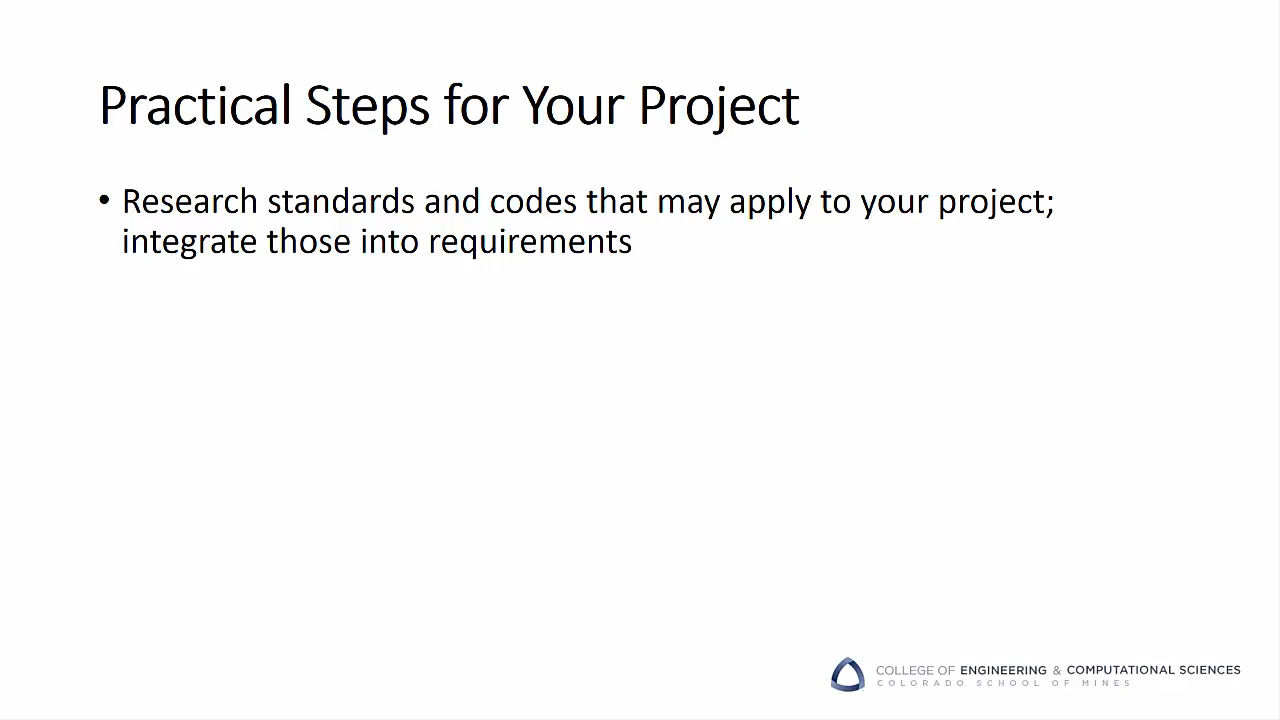 Practical Steps for Your Project
• Research standards and codes that may apply to your project;
integrate those into requirements
COLLEGE OF ENGINEERING & COMPUTATIONAL SCIENCES
COLORADO SCHOOL OF MINES